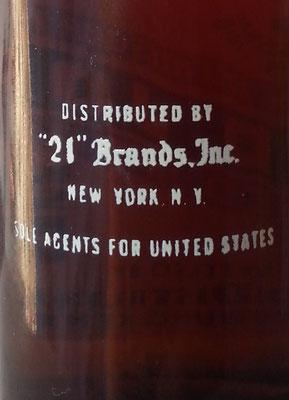 DISTRIBUTED BY
"21" Brands, Inc.
NEW YORK, N. Y.
SOLE AGENTS FOR UNITED STATES